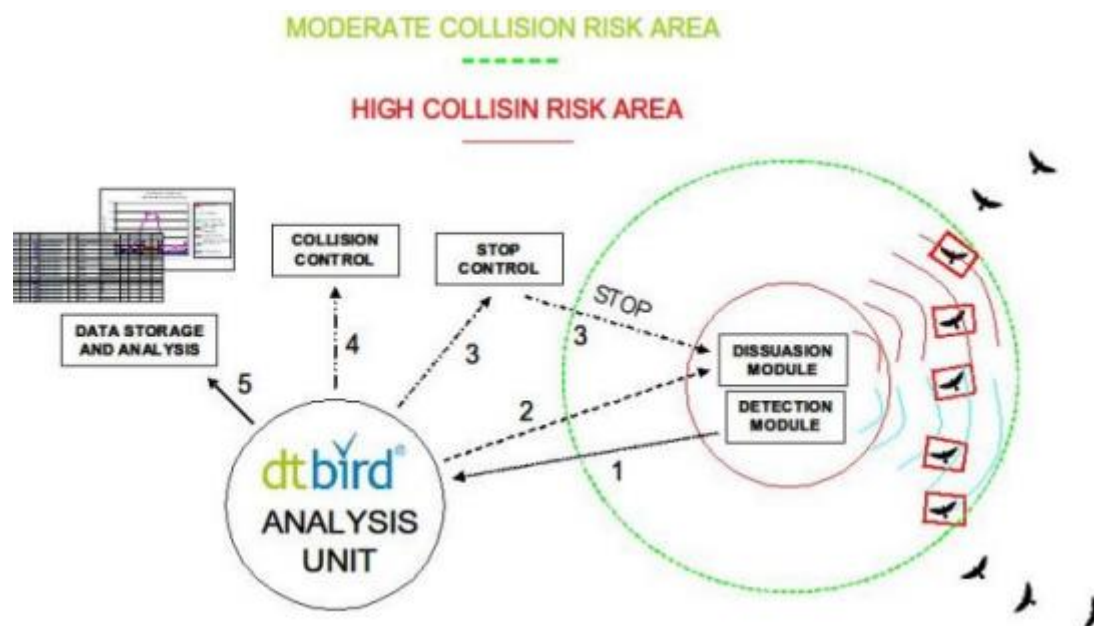 MODERATE COLLISION RISK AREA
HIGH COLLISIN RISK AREA
COLLISION
CONTROL
STOP
CONTROL
STOP
DATA STORAGE
AND ANALYSIS
4
3
3
DISSUASION
MODULE
5
2
DETECTION
MODULE
1
dtbird®
ANALYSIS
UNIT